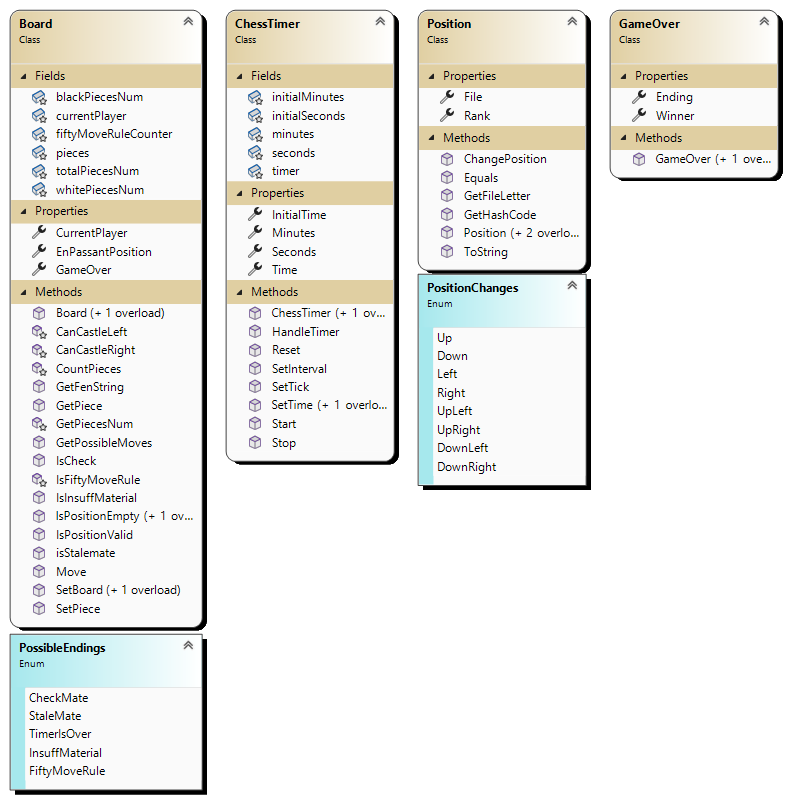 Board
Class
Fields
blackPiecesNum
currentPlayer
fiftyMoveRuleCounter
pieces
totalPiecesNum
whitePiecesNum
Properties
CurrentPlayer
EnPassantPosition
GameOver
Methods
Board (+ 1 overload)
CanCastleLeft
CanCastleRight
CountPieces
GetFenString
GetPiece
GetPiecesNum
GetPossibleMoves
IsCheck
IsFiftyMoveRule
IsInsuffMaterial
IsPositionEmpty (+ 1 ov...
IsPositionValid
isStalemate
Move
SetBoard (+ 1 overload)
SetPiece
PossibleEndings
Enum
CheckMate
StaleMate
TimerIsOver
InsuffMaterial
FiftyMoveRule
ChessTimer
Class
Fields
initialMinutes
initialSeconds
minutes
seconds
timer
Properties
InitialTime
Minutes
Seconds
Time
Methods
ChessTimer (+ 1 ov...
HandleTimer
Reset
SetInterval
SetTick
SetTime (+ 1 overlo...
Start
Stop
Position
Class
Properties
File
Rank
Methods
ChangePosition
Equals
GetFileLetter
GetHashCode
Position (+ 2 overlo...
ToString
PositionChanges
Enum
Up
Down
Left
Right
UpLeft
UpRight
DownLeft
DownRight
GameOver
Class
Properties
Ending
Winner
Methods
GameOver (+ 1 ove...